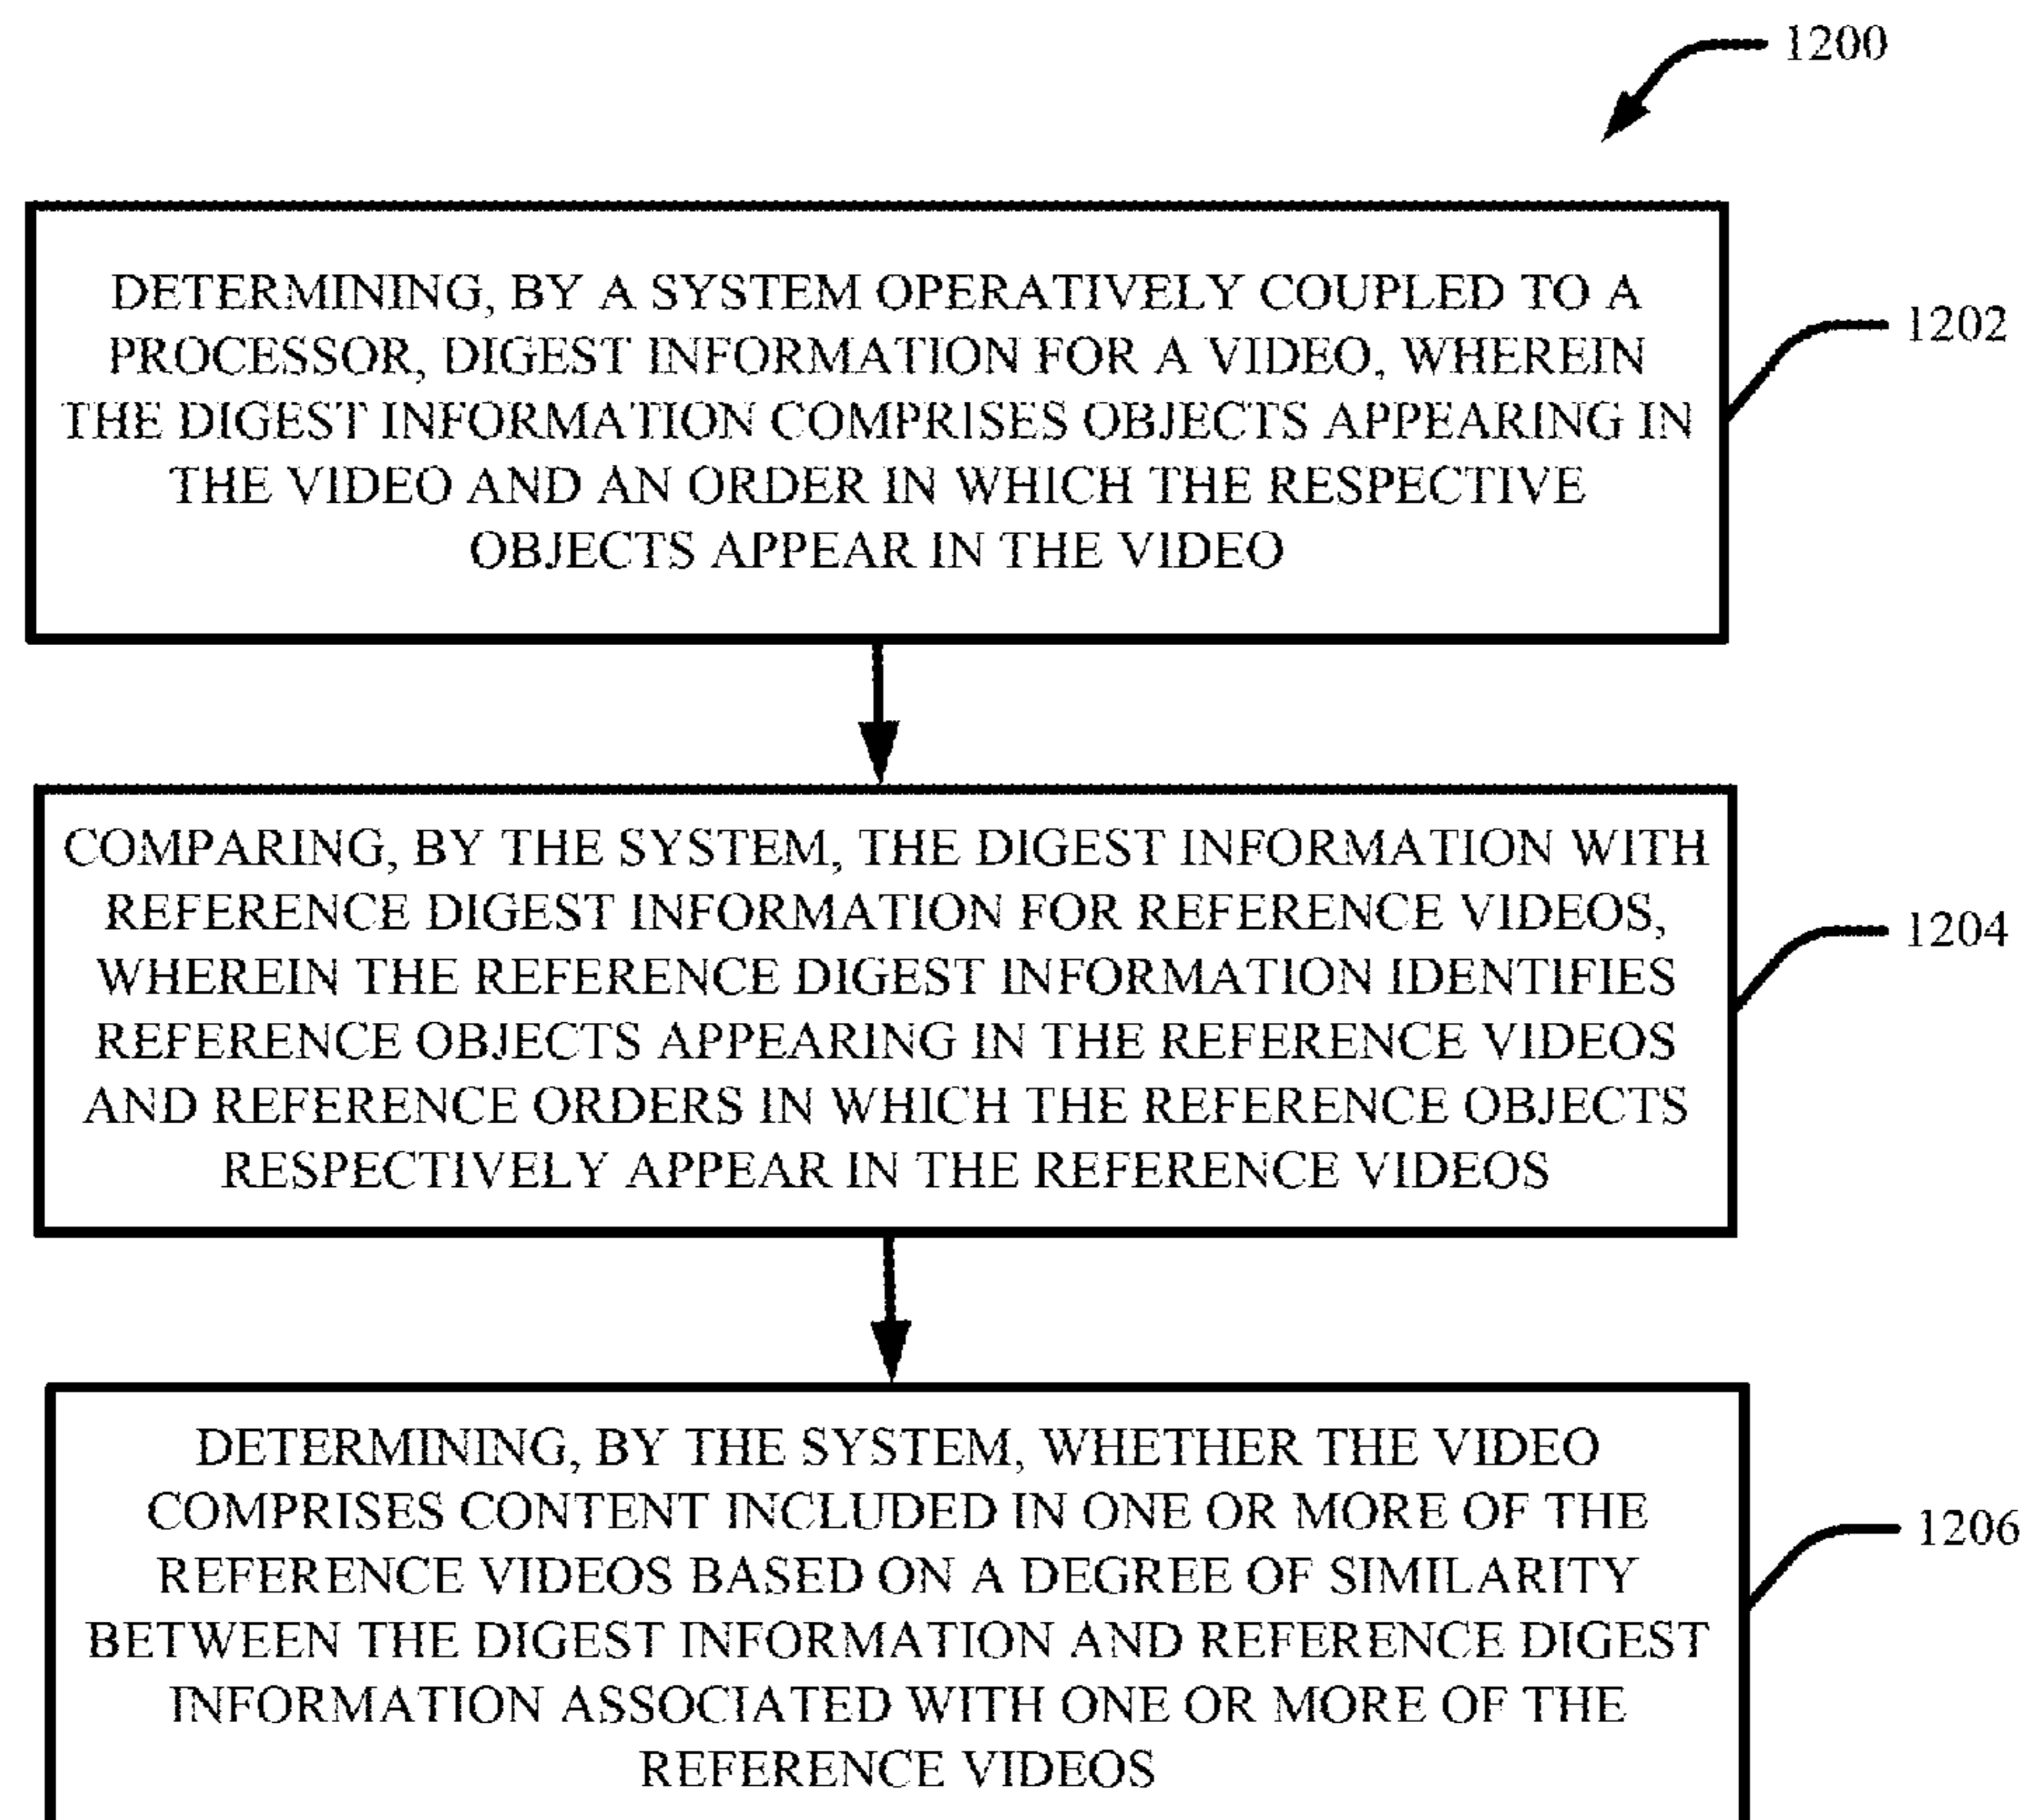 1200
DETERMINING, BY A SYSTEM OPERATIVELY COUPLED TO A
PROCESSOR, DIGEST INFORMATION FOR A VIDEO, WHEREIN
THE DIGEST INFORMATION COMPRISES OBJECTS APPEARING IN
THE VIDEO AND AN ORDER IN WHICH THE RESPECTIVE
OBJECTS APPEAR IN THE VIDEO
1202
COMPARING, BY THE SYSTEM, THE DIGEST INFORMATION WITH
REFERENCE DIGEST INFORMATION FOR REFERENCE VIDEOS,
WHEREIN THE REFERENCE DIGEST INFORMATION IDENTIFIES
REFERENCE OBJECTS APPEARING IN THE REFERENCE VIDEOS
AND REFERENCE ORDERS IN WHICH THE REFERENCE OBJECTS
RESPECTIVELY APPEAR IN THE REFERENCE VIDEOS
1204
DETERMINING, BY THE SYSTEM, WHETHER THE VIDEO
COMPRISES CONTENT INCLUDED IN ONE OR MORE OF THE
REFERENCE VIDEOS BASED ON A DEGREE OF SIMILARITY
BETWEEN THE DIGEST INFORMATION AND REFERENCE DIGEST
INFORMATION ASSOCIATED WITH ONE OR MORE OF THE
REFERENCE VIDEOS
1206